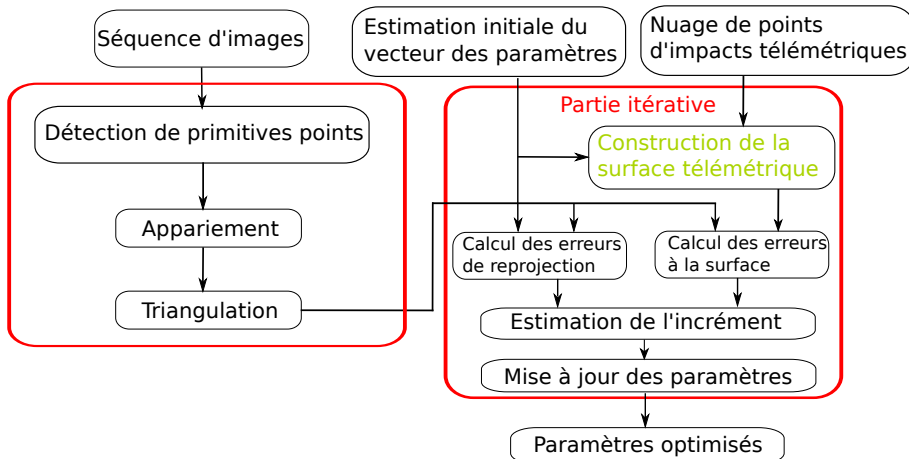 Séquence d'images
Estimation initiale du
vecteur des paramètres
Nuage de points
d'impacts télémétriques
Partie itérative
Détection de primitives points
Construction de la
surface télémétrique
Appariement
Calcul des erreurs
de reprojection
Calcul des erreurs
à la surface
Triangulation
Estimation de l'incrément
Mise à jour des paramètres
Paramètres optimisés